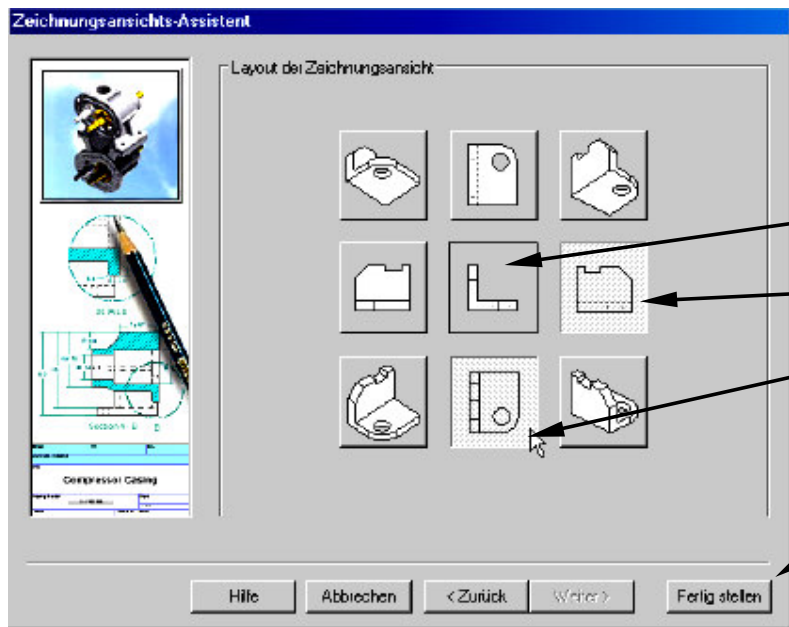 Zeichnungsansichts-Assistent
Layout der Zeichnungsansicht
Compressor Casing
Hilfe
Abbrechen
< Zurück
Weiter >
Fertig stellen